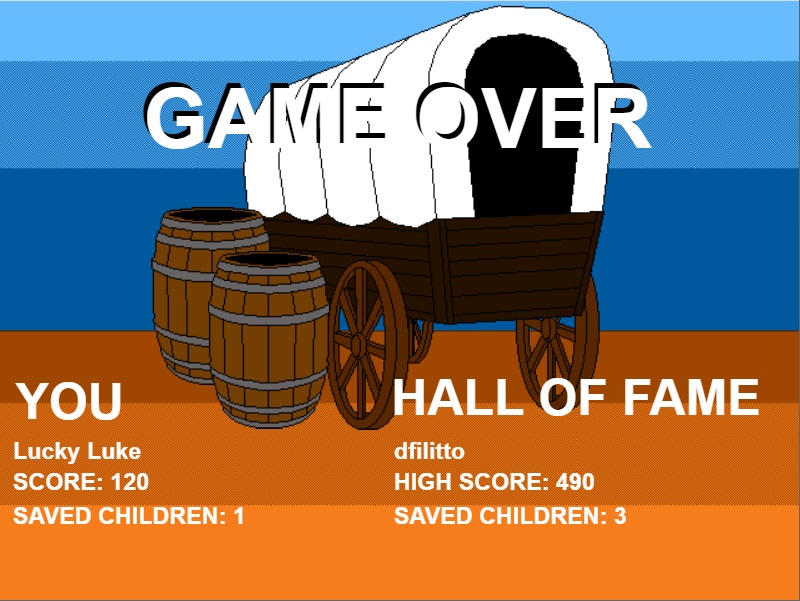 GAME OVER
YOU
Lucky Luke
SCORE: 120
SAVED CHILDREN: 1
HALL OF FAME
dfilitto
HIGH SCORE: 490
SAVED CHILDREN: 3